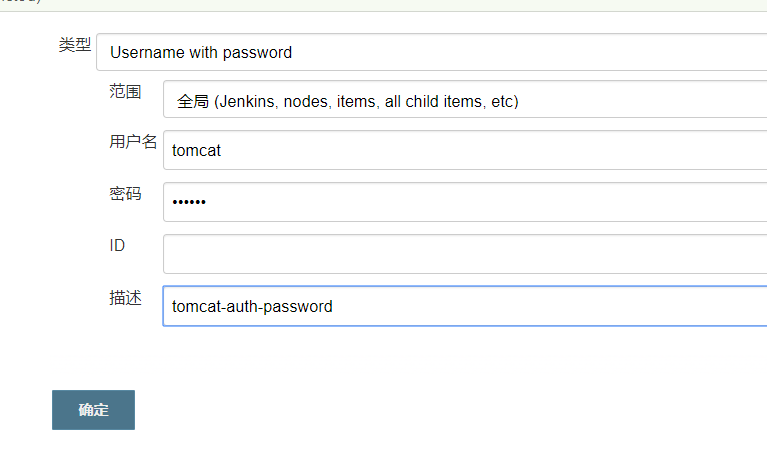 类型 Username with password
范围 全局 (Jenkins, nodes, items, all child items, etc)
用户名 tomcat
密码 ••••••
ID
描述 tomcat-auth-password
确定